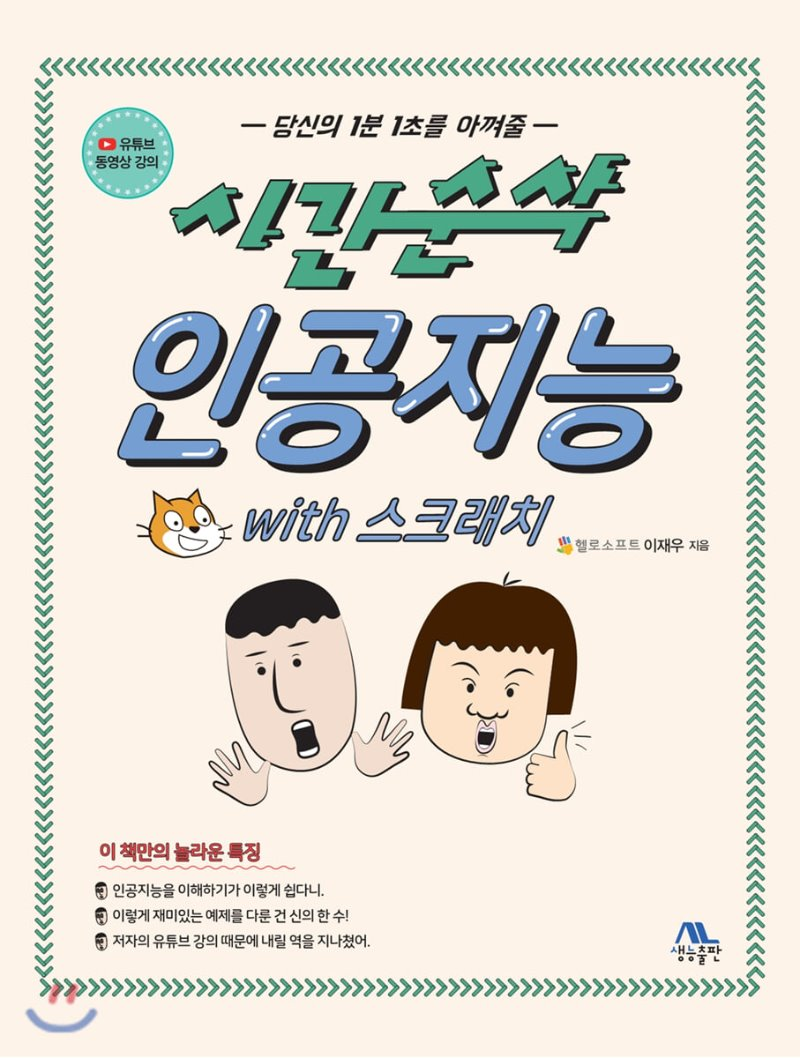 당신의 1분 1초를 아껴줄
유튜브
동영상 강의
시간순삭
인공지능
with 스크래치
헬로소프트 이재우 지음
이 책만의 놀라운 특징
인공지능을 이해하기가 이렇게 쉽다니.
이렇게 재미있는 예제를 다룬 건 신의 한 수!
저자의 유튜브 강의 때문에 내릴 역을 지나쳤어.
생능출판